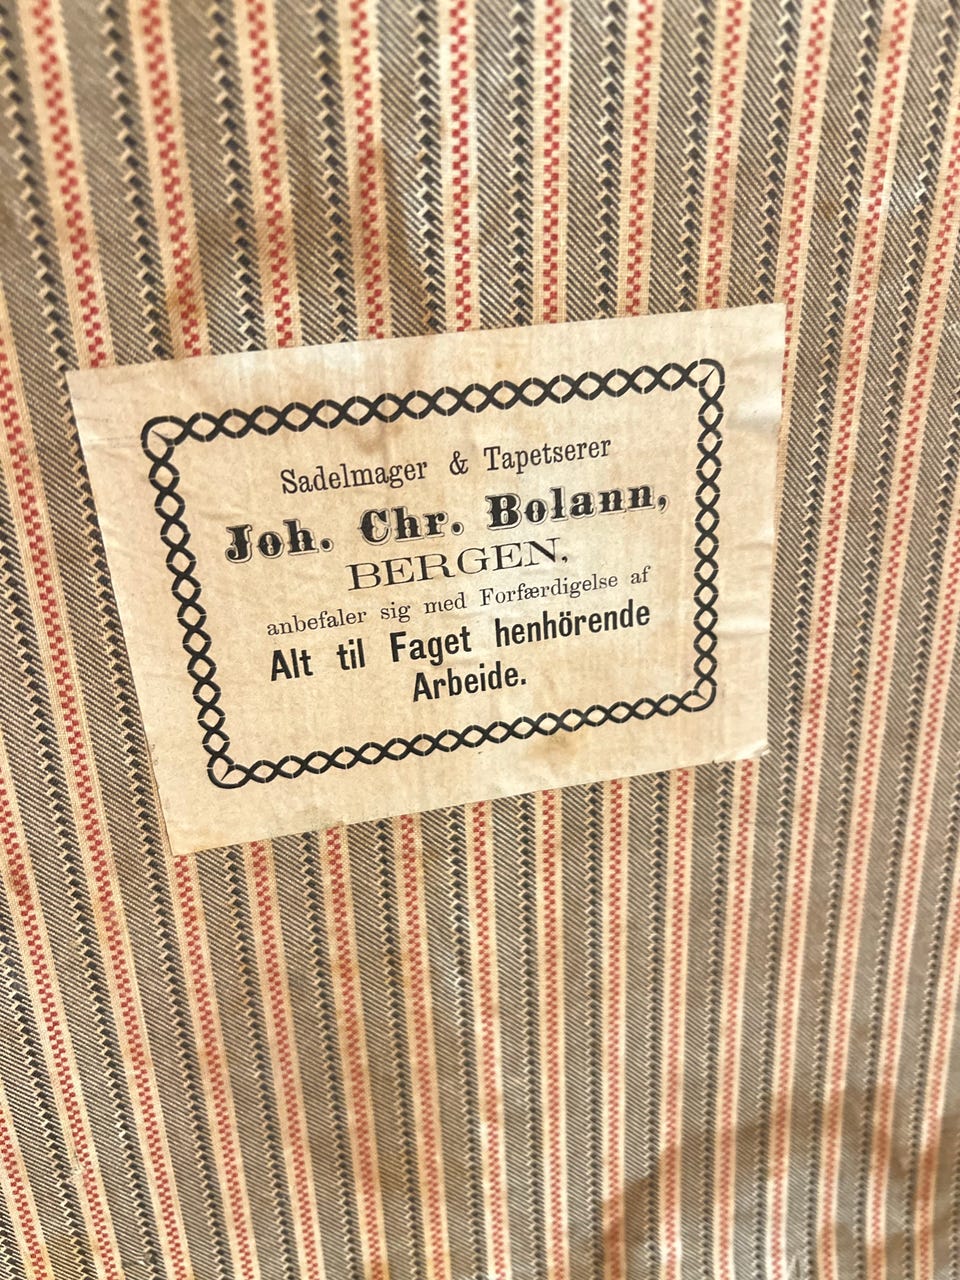 Sadelmager & Tapetserer
Joh. Chr. Bolann,
BERGEN,
anbefaler sig med Forfærdigelse af
Alt til Faget henhörende
Arbeide.